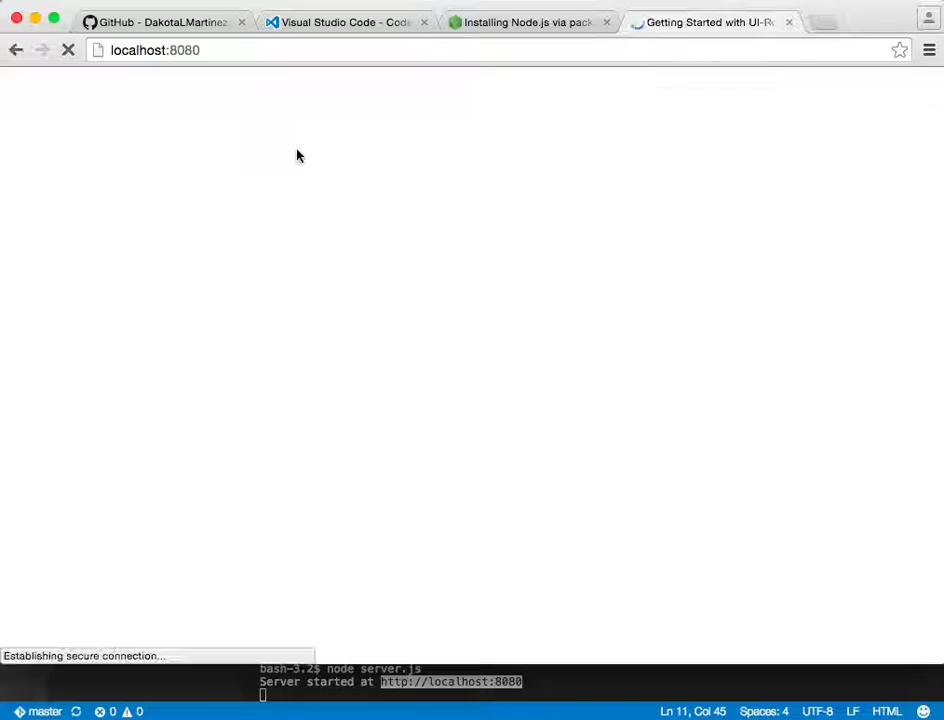 GitHub - DakotaLMartinez
Visual Studio Code - Code
Installing Node.js via pack
Getting Started with UI-Ro
localhost:8080
Establishing secure connection...
bash-3.2$ node server.js
Server started at http://localhost:8080
master 0 0
Ln 11, Col 45 Spaces: 4 UTF-8 LF HTML